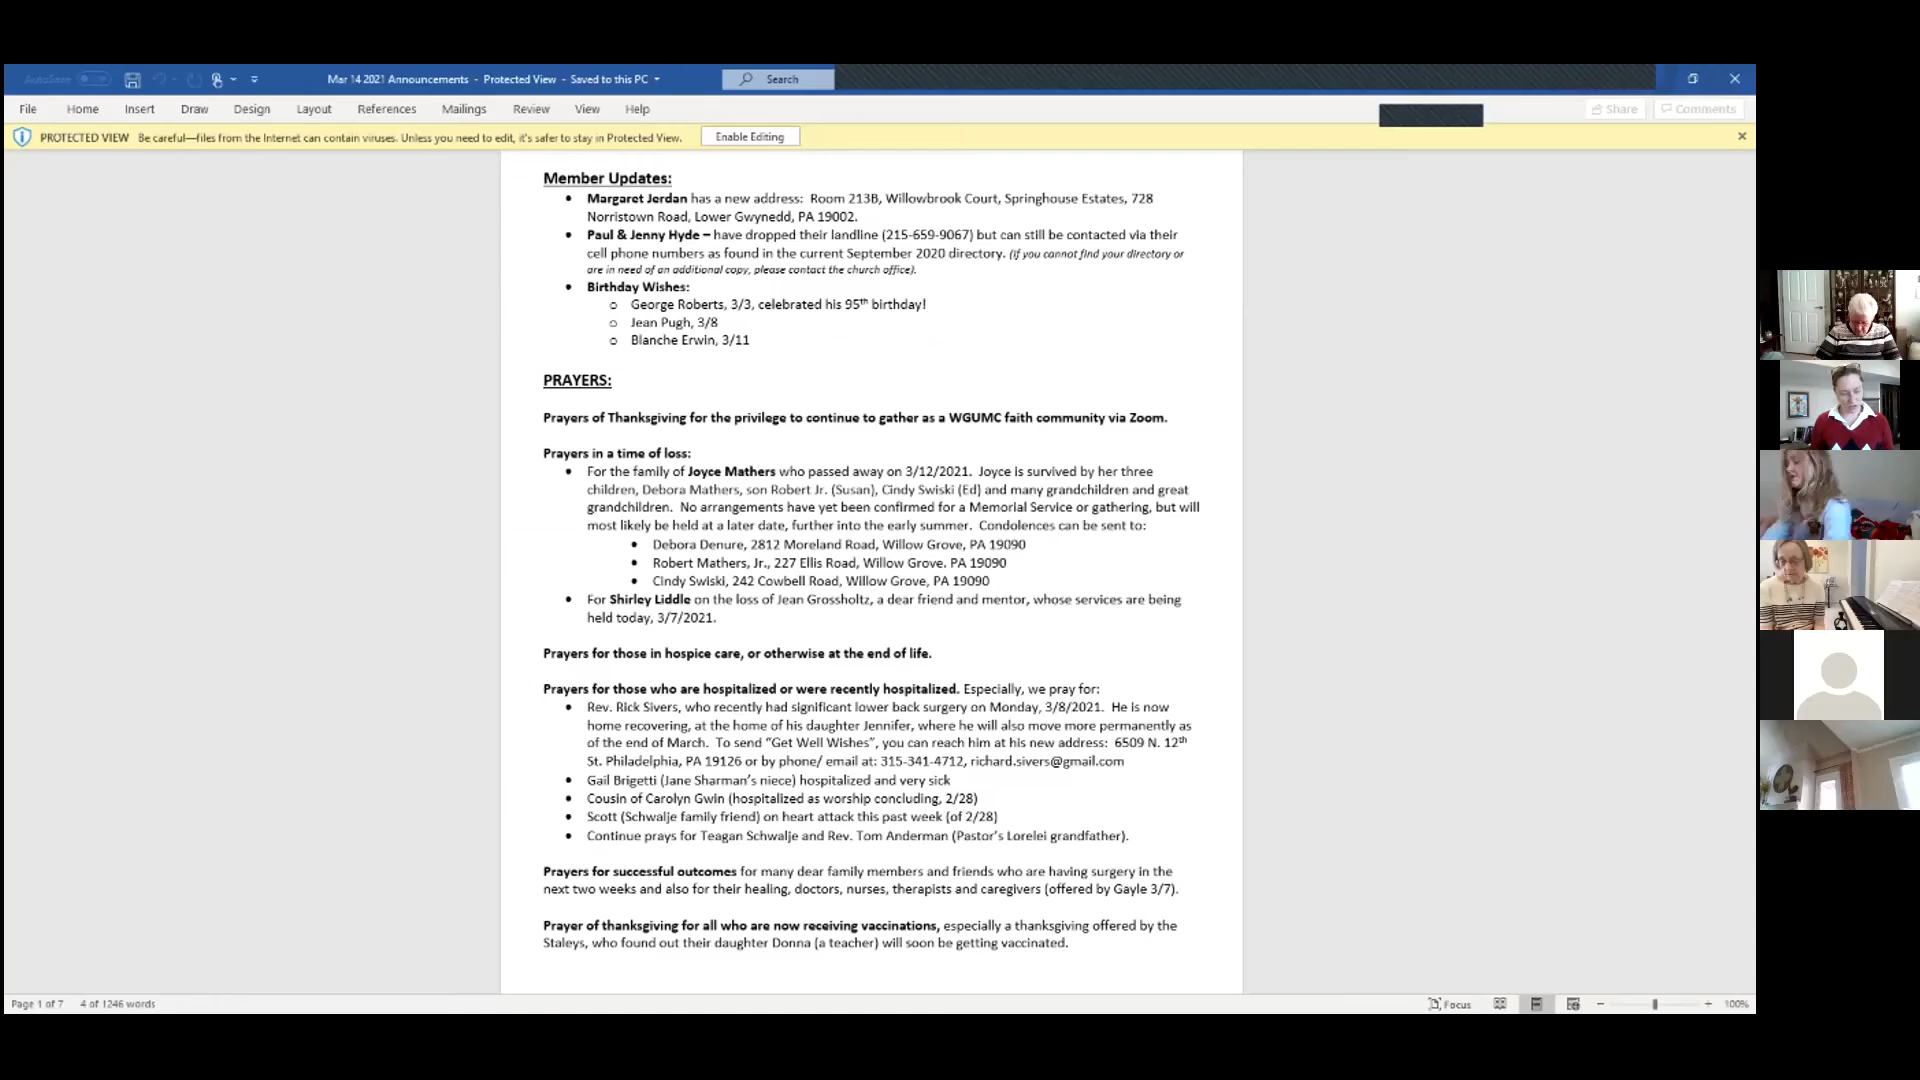 AutoSave
Mar 14 2021 Announcements - Protected View - Saved to this PC
Search
File Home Insert Draw Design Layout References Mailings Review View Help
Share Comments
PROTECTED VIEW Be careful—files from the Internet can contain viruses. Unless you need to edit, it's safer to stay in Protected View. Enable Editing
Member Updates:
• Margaret Jerdan has a new address: Room 213B, Willowbrook Court, Springhouse Estates, 728
Norristown Road, Lower Gwynedd, PA 19002.
• Paul & Jenny Hyde – have dropped their landline (215-659-9067) but can still be contacted via their
cell phone numbers as found in the current September 2020 directory. (If you cannot find your directory or
are in need of an additional copy, please contact the church office).
• Birthday Wishes:
o George Roberts, 3/3, celebrated his 95th birthday!
o Jean Pugh, 3/8
o Blanche Erwin, 3/11
PRAYERS:
Prayers of Thanksgiving for the privilege to continue to gather as a WGUMC faith community via Zoom.
Prayers in a time of loss:
• For the family of Joyce Mathers who passed away on 3/12/2021. Joyce is survived by her three
children, Debora Mathers, son Robert Jr. (Susan), Cindy Swiski (Ed) and many grandchildren and great
grandchildren. No arrangements have yet been confirmed for a Memorial Service or gathering, but will
most likely be held at a later date, further into the early summer. Condolences can be sent to:
• Debora Denure, 2812 Moreland Road, Willow Grove, PA 19090
• Robert Mathers, Jr., 227 Ellis Road, Willow Grove. PA 19090
• Cindy Swiski, 242 Cowbell Road, Willow Grove, PA 19090
• For Shirley Liddle on the loss of Jean Grossholtz, a dear friend and mentor, whose services are being
held today, 3/7/2021.
Prayers for those in hospice care, or otherwise at the end of life.
Prayers for those who are hospitalized or were recently hospitalized. Especially, we pray for:
• Rev. Rick Sivers, who recently had significant lower back surgery on Monday, 3/8/2021. He is now
home recovering, at the home of his daughter Jennifer, where he will also move more permanently as
of the end of March. To send “Get Well Wishes”, you can reach him at his new address: 6509 N. 12th
St. Philadelphia, PA 19126 or by phone/ email at: 315-341-4712, richard.sivers@gmail.com
• Gail Brigetti (Jane Sharman’s niece) hospitalized and very sick
• Cousin of Carolyn Gwin (hospitalized as worship concluding, 2/28)
• Scott (Schwalje family friend) on heart attack this past week (of 2/28)
• Continue prays for Teagan Schwalje and Rev. Tom Anderman (Pastor’s Lorelei grandfather).
Prayers for successful outcomes for many dear family members and friends who are having surgery in the
next two weeks and also for their healing, doctors, nurses, therapists and caregivers (offered by Gayle 3/7).
Prayer of thanksgiving for all who are now receiving vaccinations, especially a thanksgiving offered by the
Staleys, who found out their daughter Donna (a teacher) will soon be getting vaccinated.
Page 1 of 7 4 of 1246 words Focus 100%